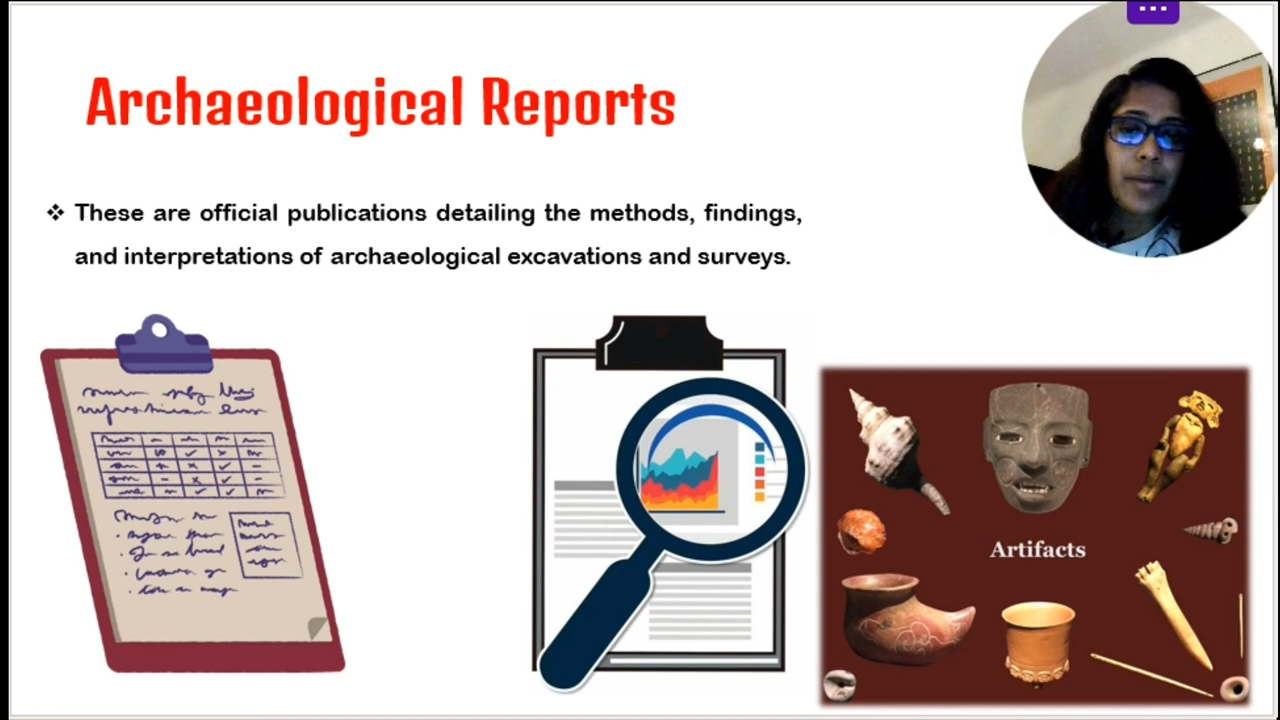 Archaeological Reports
❖ These are official publications detailing the methods, findings,
and interpretations of archaeological excavations and surveys.
Artifacts